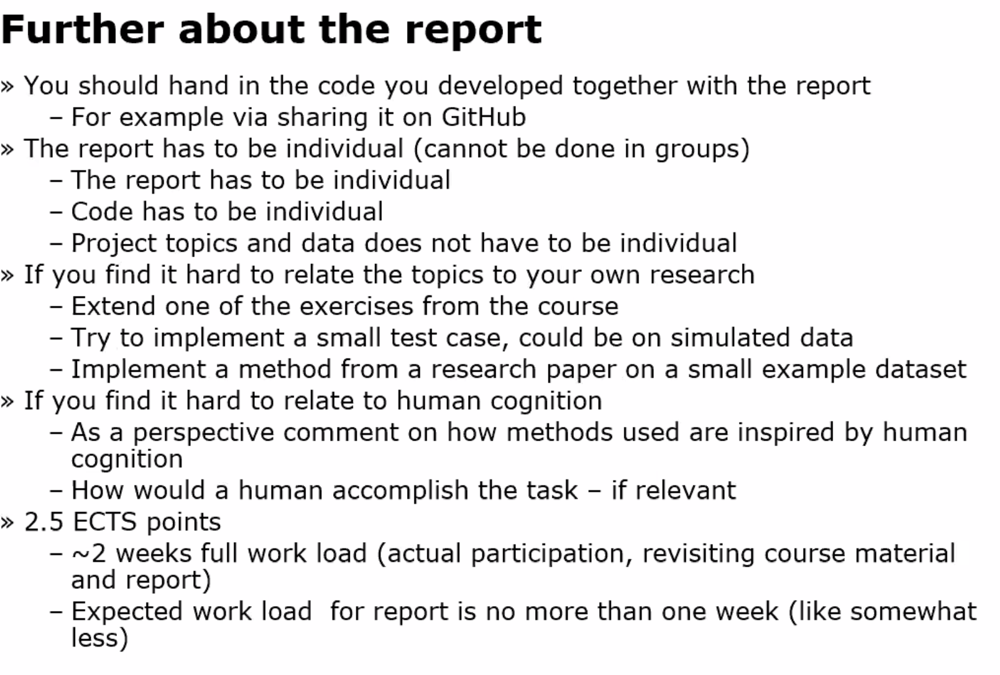 Further about the report
» You should hand in the code you developed together with the report
– For example via sharing it on GitHub
» The report has to be individual (cannot be done in groups)
– The report has to be individual
– Code has to be individual
– Project topics and data does not have to be individual
» If you find it hard to relate the topics to your own research
– Extend one of the exercises from the course
– Try to implement a small test case, could be on simulated data
– Implement a method from a research paper on a small example dataset
» If you find it hard to relate to human cognition
– As a perspective comment on how methods used are inspired by human
cognition
– How would a human accomplish the task – if relevant
» 2.5 ECTS points
– ~2 weeks full work load (actual participation, revisiting course material
and report)
– Expected work load  for report is no more than one week (like somewhat
less)